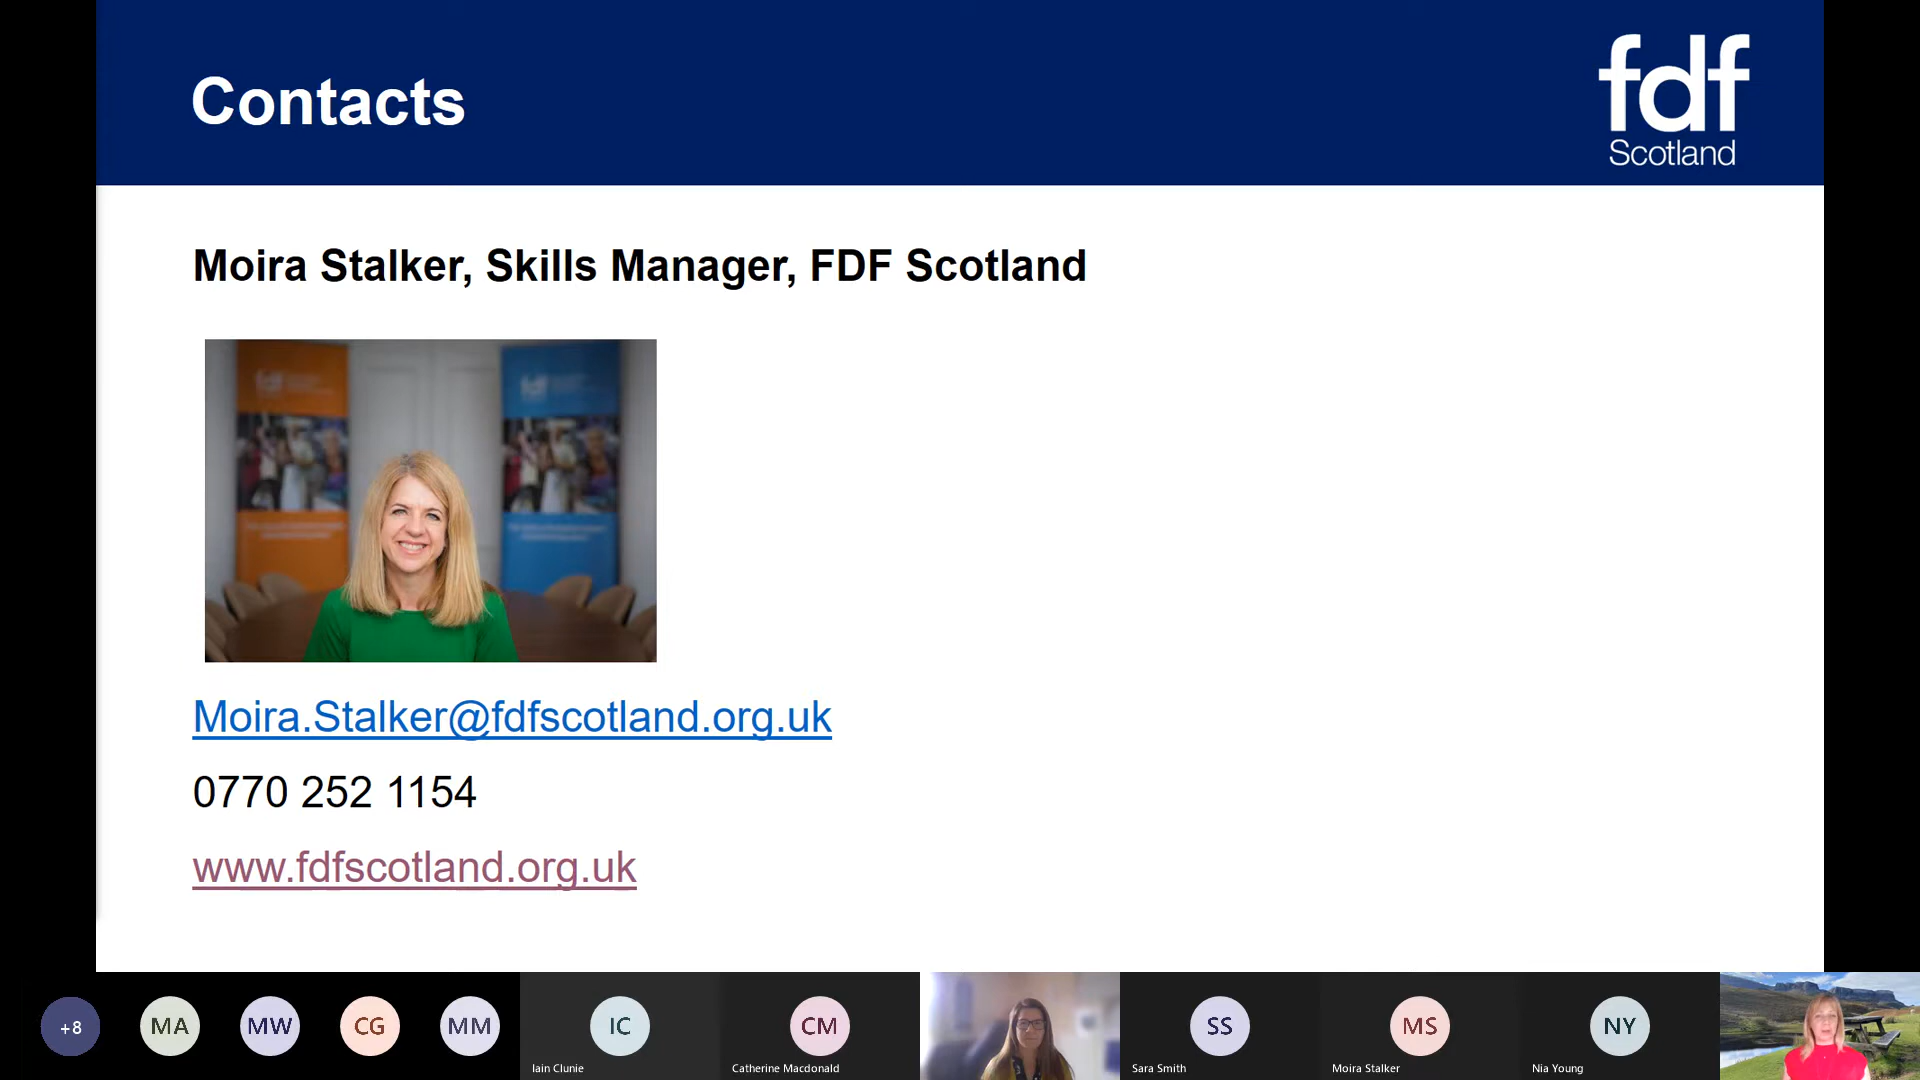 Contacts
fdf
Scotland
Moira Stalker, Skills Manager, FDF Scotland
fdf
fdf
Moira.Stalker@fdfscotland.org.uk
0770 252 1154
www.fdfscotland.org.uk
+8
MA
MW
CG
MM
IC
CM
SS
MS
NY
Iain Clunie
Catherine Macdonald
Sara Smith
Moira Stalker
Nia Young